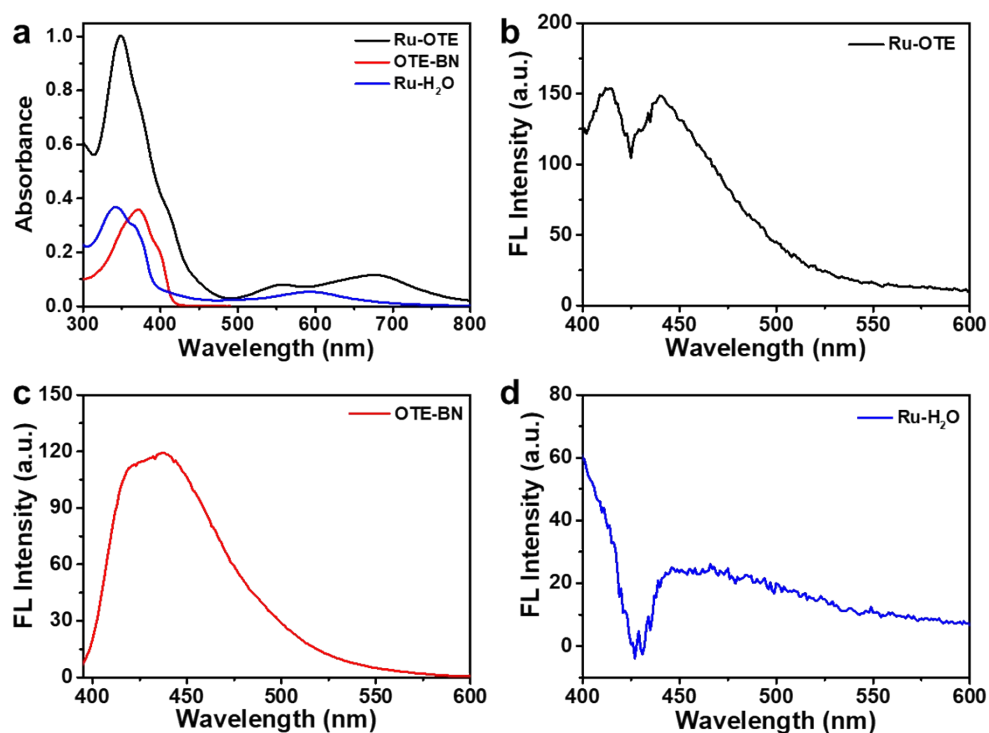 a
Absorbance
1.0
0.8
0.6
0.4
0.2
0.0
300 400 500 600 700 800
Wavelength (nm)
Ru-OTE
OTE-BN
Ru-H₂O
b
FL Intensity (a.u.)
200
150
100
50
0
400 450 500 550 600
Wavelength (nm)
Ru-OTE
c
FL Intensity (a.u.)
150
120
90
60
30
0
400 450 500 550 600
Wavelength (nm)
OTE-BN
d
FL Intensity (a.u.)
80
60
40
20
0
400 450 500 550 600
Wavelength (nm)
Ru-H₂O